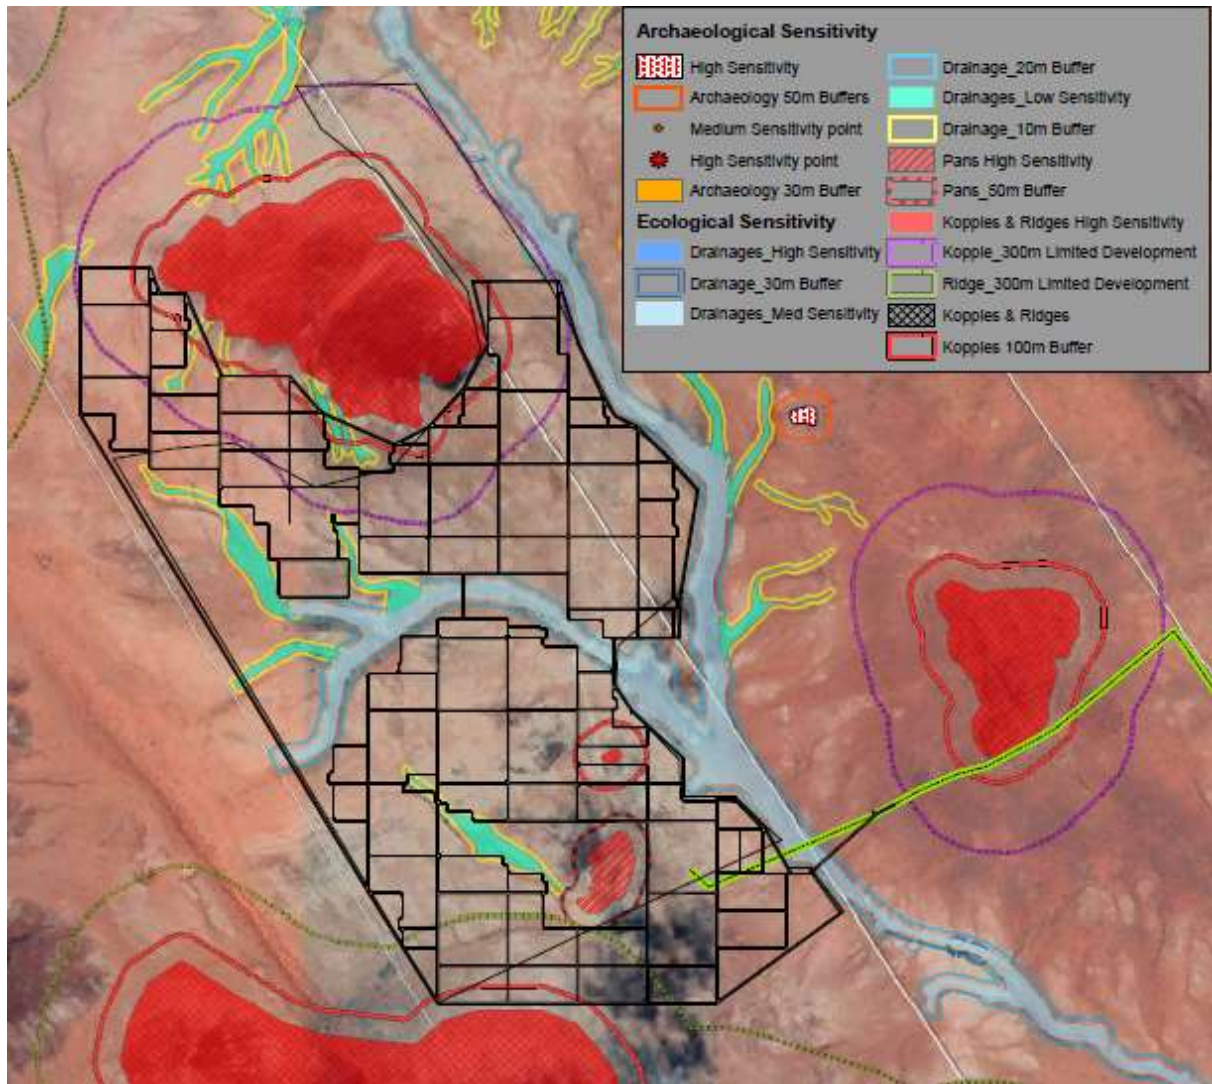 Archaeological Sensitivity
High Sensitivity
Archaeology 50m Buffers
Medium Sensitivity point
High Sensitivity point
Archaeology 30m Buffer
Ecological Sensitivity
Drainages_High Sensitivity
Drainage_30m Buffer
Drainages_Med Sensitivity
Drainage_20m Buffer
Drainages_Low Sensitivity
Drainage_10m Buffer
Pans High Sensitivity
Pans_50m Buffer
Kopples & Ridges High Sensitivity
Kopple_300m Limited Development
Ridge_300m Limited Development
Kopples & Ridges
Kopples 100m Buffer